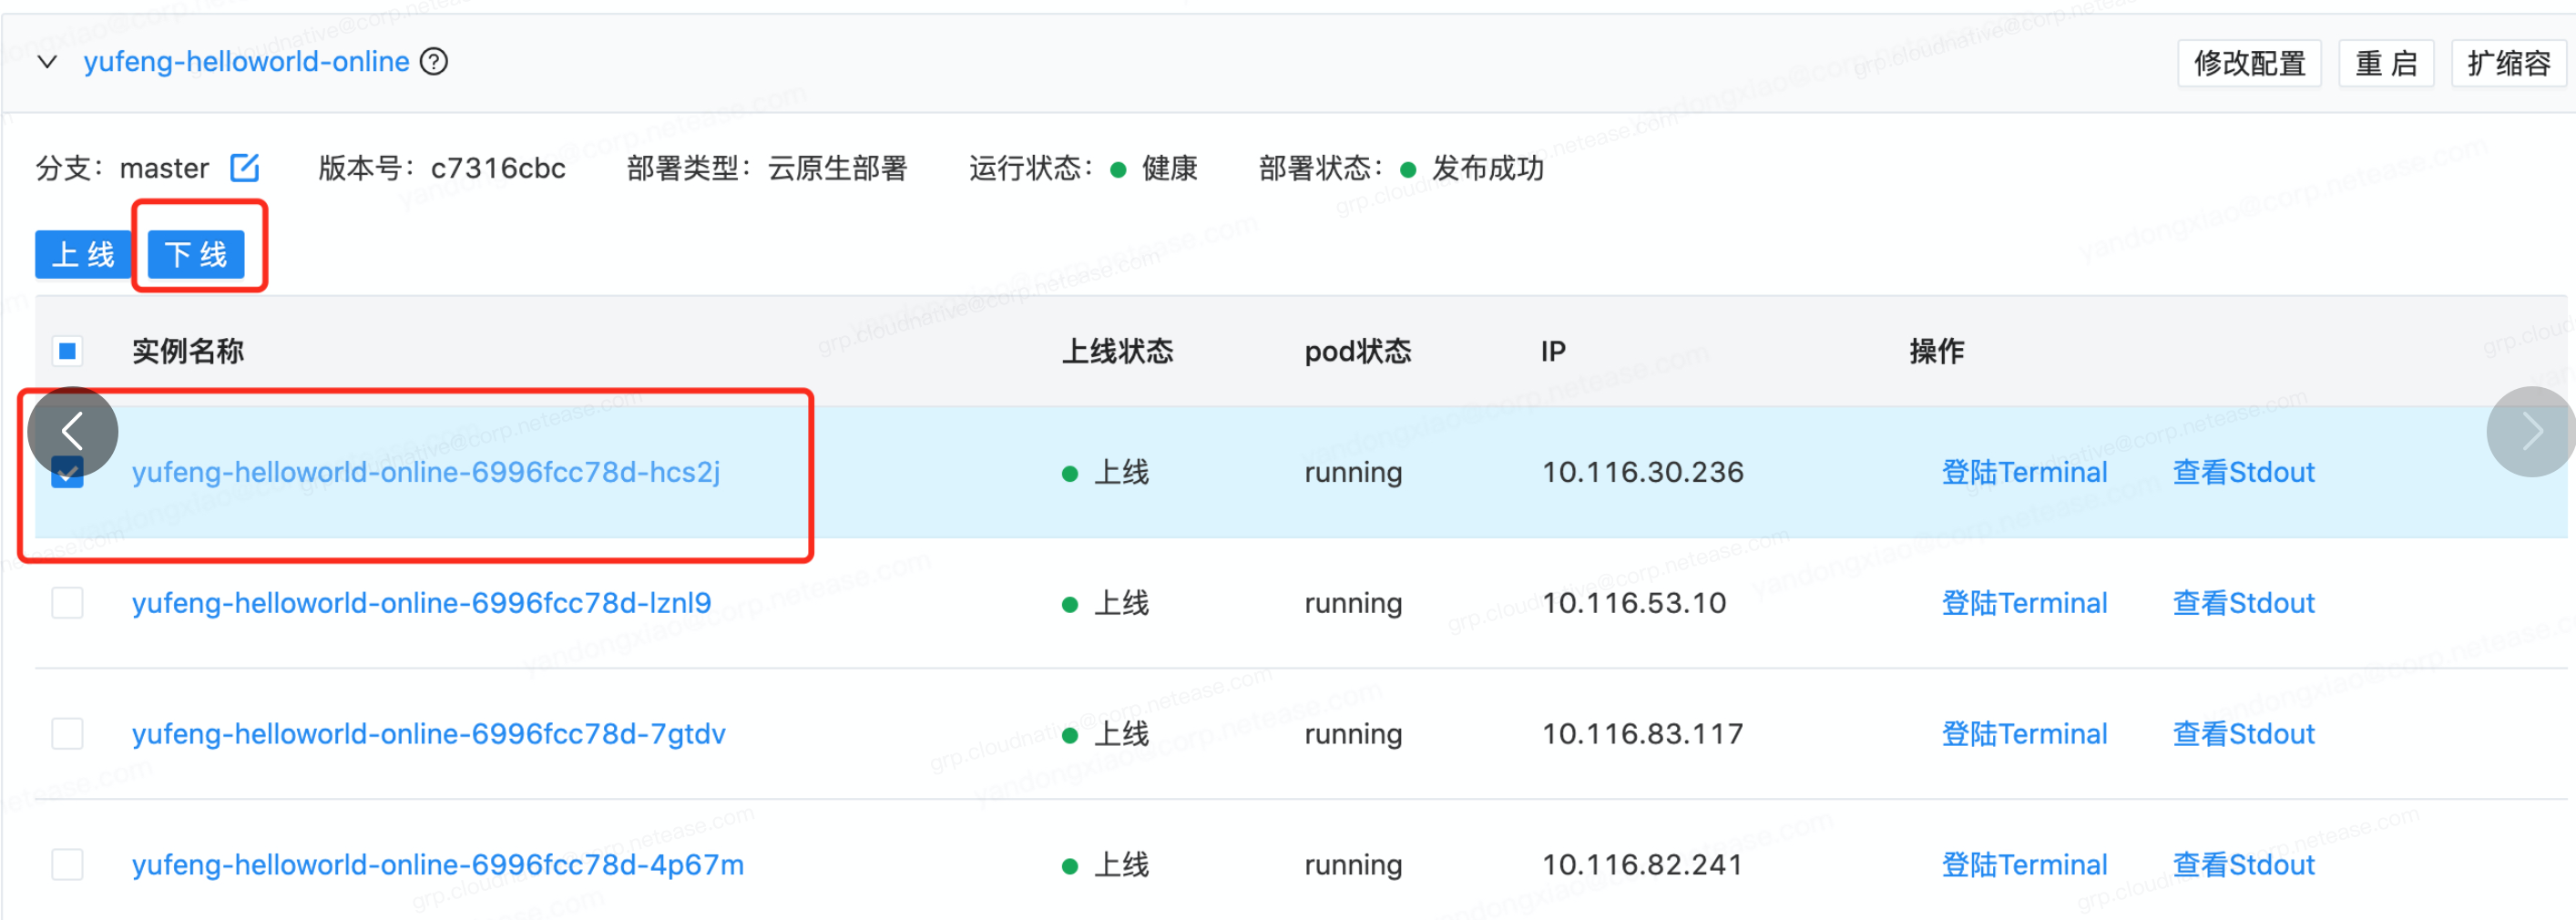 yufeng-helloworld-online ? 修改配置 重 启 扩缩容
分支：master 版本号：c7316cbc 部署类型：云原生部署 运行状态： 健康 部署状态： 发布成功
上 线 下 线
实例名称 上线状态 pod状态 IP 操作
yufeng-helloworld-online-6996fcc78d-hcs2j 上线 running 10.116.30.236 登陆Terminal 查看Stdout
yufeng-helloworld-online-6996fcc78d-lznl9 上线 running 10.116.53.10 登陆Terminal 查看Stdout
yufeng-helloworld-online-6996fcc78d-7gtdv 上线 running 10.116.83.117 登陆Terminal 查看Stdout
yufeng-helloworld-online-6996fcc78d-4p67m 上线 running 10.116.82.241 登陆Terminal 查看Stdout